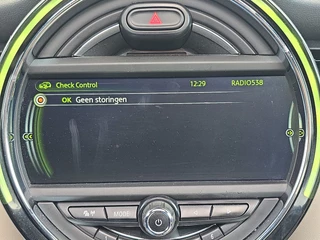 Check Control 12:29 RADIO538
OK Geen storingen
MODE